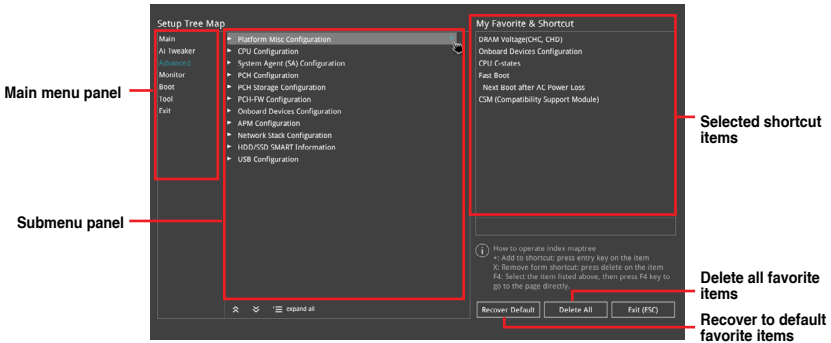 Setup Tree Map
My Favorite & Shortcut
Main
Ai Tweaker
Advanced
Monitor
Boot
Tool
Exit
Platform Misc Configuration
CPU Configuration
System Agent (SA) Configuration
PCH Configuration
PCH Storage Configuration
PCH-FW Configuration
Onboard Devices Configuration
APM Configuration
Network Stack Configuration
HDD/SSD SMART Information
USB Configuration
DRAM Voltage(CHC, CHD)
Onboard Devices Configuration
CPU C-states
Fast Boot
Next Boot after AC Power Loss
CSM (Compatibility Support Module)
Main menu panel
Selected shortcut
items
Submenu panel
How to operate index maptree
+: Add to shortcut: press entry key on the item
X: Remove form shortcut: press delete on the item
F4: Select the item listed above, then press F4 key to
go to the page directly.
Delete all favorite
items
expand all
Recover Default
Delete All
Exit (ESC)
Recover to default
favorite items